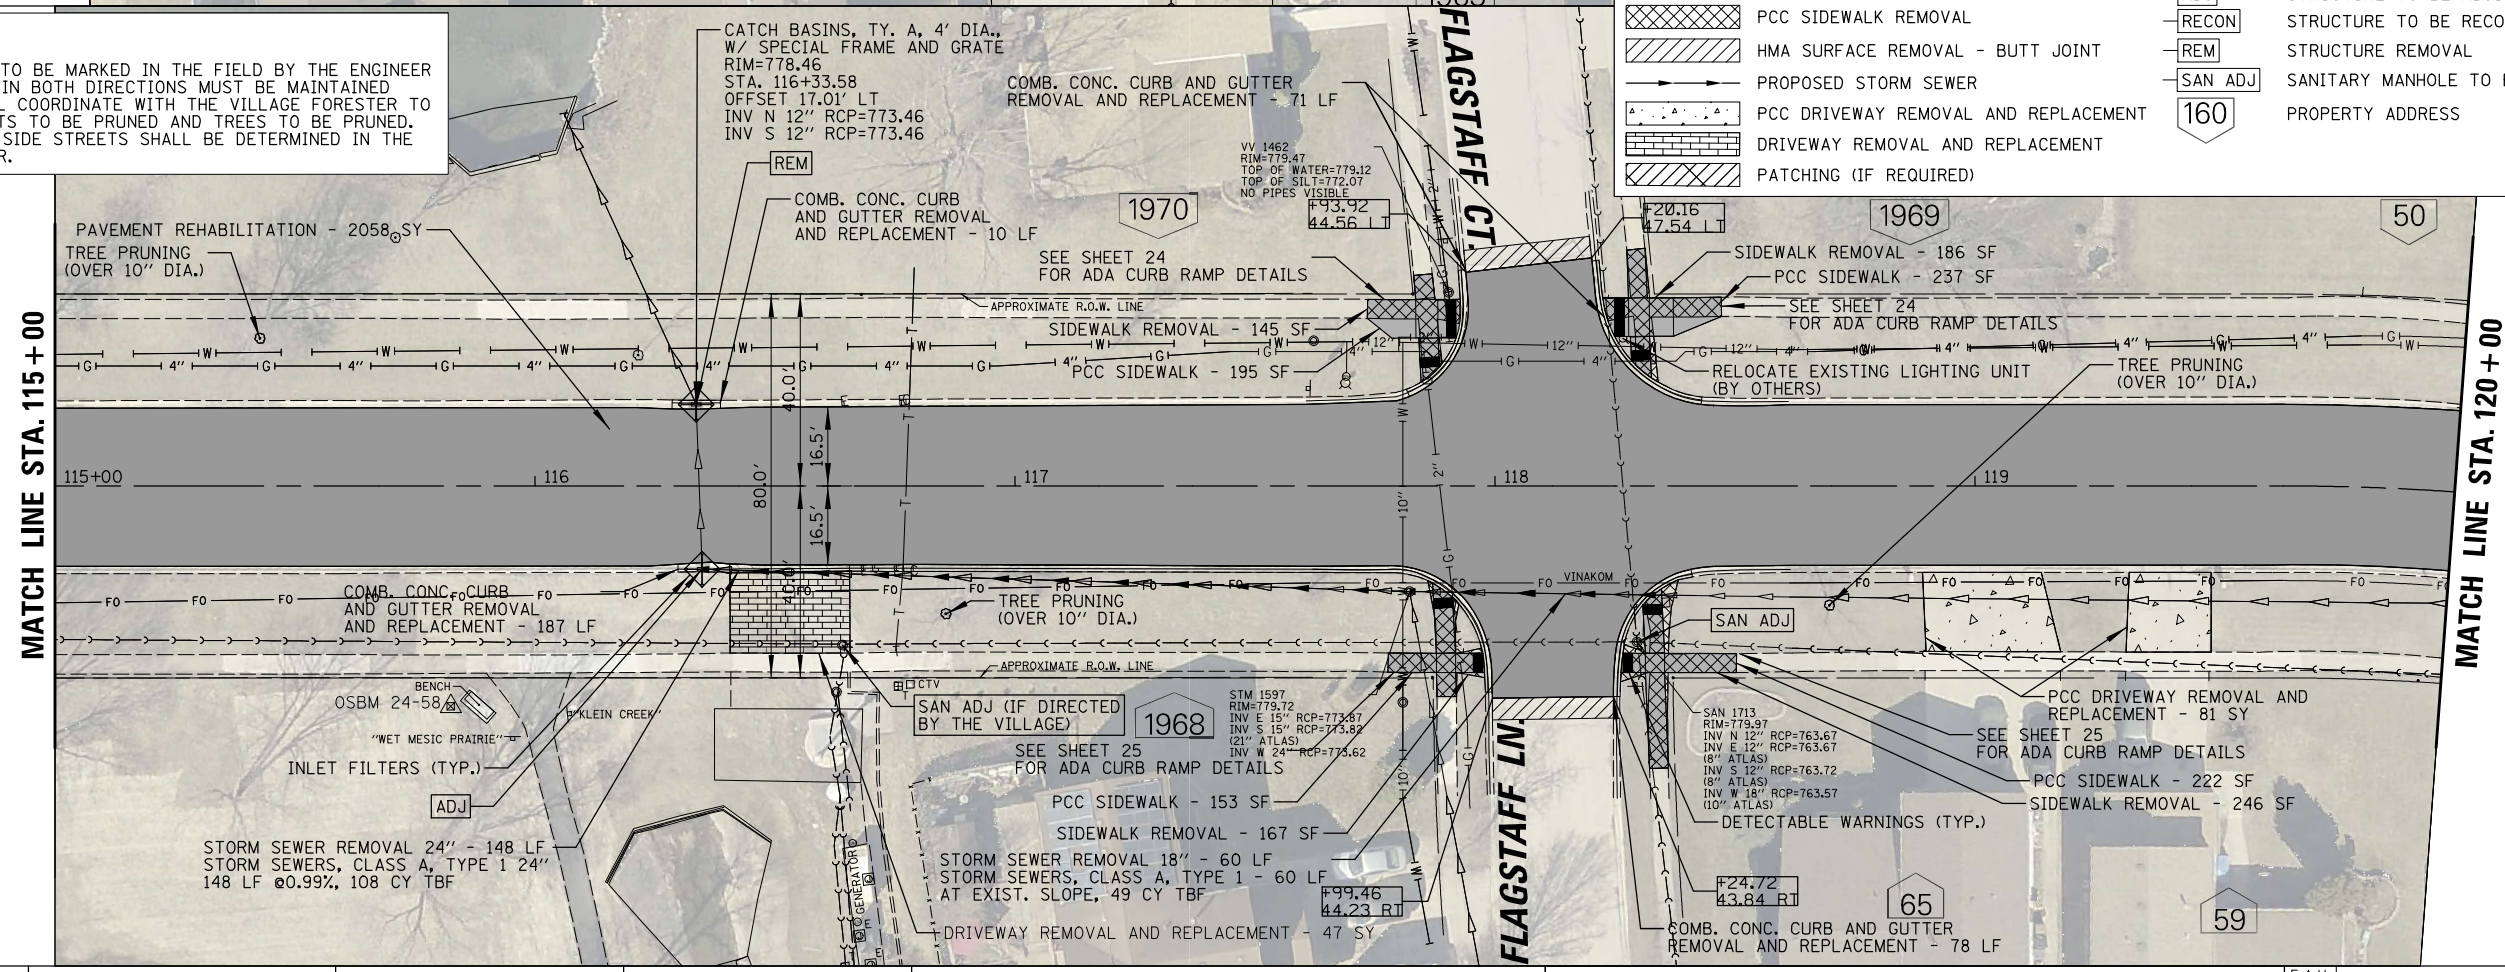 TO BE MARKED IN THE FIELD BY THE ENGINEER
IN BOTH DIRECTIONS MUST BE MAINTAINED
COORDINATE WITH THE VILLAGE FORESTER TO
TS TO BE PRUNED AND TREES TO BE PRUNED.
SIDE STREETS SHALL BE DETERMINED IN THE
R.
CATCH BASINS, TY. A, 4' DIA.,
W/ SPECIAL FRAME AND GRATE
RIM=778.46
STA. 116+33.58
OFFSET 17.01' LT
INV N 12" RCP=773.46
INV S 12" RCP=773.46
REM
COMB. CONC. CURB
AND GUTTER REMOVAL
AND REPLACEMENT - 10 LF
COMB. CONC. CURB AND GUTTER
REMOVAL AND REPLACEMENT - 71 LF
VV 1462
RIM=779.47
TOP OF WATER=779.12
TOP OF SILT=772.07
NO PIPES VISIBLE
+93.92
44.56 LT
FLAGSTAFF CT.
PCC SIDEWALK REMOVAL
HMA SURFACE REMOVAL - BUTT JOINT
PROPOSED STORM SEWER
PCC DRIVEWAY REMOVAL AND REPLACEMENT
DRIVEWAY REMOVAL AND REPLACEMENT
PATCHING (IF REQUIRED)
RECON
STRUCTURE TO BE RECO
REM
STRUCTURE REMOVAL
SAN ADJ
SANITARY MANHOLE TO
160
PROPERTY ADDRESS
PAVEMENT REHABILITATION - 2058 SY
TREE PRUNING
(OVER 10" DIA.)
1970
+20.16
47.54 LT
1969
50
SEE SHEET 24
FOR ADA CURB RAMP DETAILS
APPROXIMATE R.O.W. LINE
SIDEWALK REMOVAL - 145 SF
PCC SIDEWALK - 195 SF
SIDEWALK REMOVAL - 186 SF
PCC SIDEWALK - 237 SF
SEE SHEET 24
FOR ADA CURB RAMP DETAILS
RELOCATE EXISTING LIGHTING UNIT
(BY OTHERS)
TREE PRUNING
(OVER 10" DIA.)
MATCH LINE STA. 115+00
MATCH LINE STA. 120+00
40.0'
16.5'
80.0'
16.5'
40.0'
115+00
116
117
118
119
VINAKOM
COMB. CONC. CURB
AND GUTTER REMOVAL
AND REPLACEMENT - 187 LF
TREE PRUNING
(OVER 10" DIA.)
SAN ADJ
APPROXIMATE R.O.W. LINE
BENCH
OSBM 24-58
"KLEIN CREEK"
"WET MESIC PRAIRIE"
INLET FILTERS (TYP.)
ADJ
STORM SEWER REMOVAL 24" - 148 LF
STORM SEWERS, CLASS A, TYPE 1 24"
148 LF @0.99%, 108 CY TBF
CTV
SAN ADJ (IF DIRECTED
BY THE VILLAGE)
1968
SEE SHEET 25
FOR ADA CURB RAMP DETAILS
STM 1597
RIM=779.72
INV E 15" RCP=773.87
INV S 15" RCP=773.82
(21" ATLAS)
INV W 24" RCP=773.62
PCC SIDEWALK - 153 SF
SIDEWALK REMOVAL - 167 SF
STORM SEWER REMOVAL 18" - 60 LF
STORM SEWERS, CLASS A, TYPE 1 - 60 LF
AT EXIST. SLOPE, 49 CY TBF
+99.46
44.23 RT
DRIVEWAY REMOVAL AND REPLACEMENT - 47 SY
GENERATOR
FLAGSTAFF LN.
SAN 1713
RIM=779.97
INV N 12" RCP=763.67
INV E 12" RCP=763.67
(8" ATLAS)
INV S 12" RCP=763.72
(8" ATLAS)
INV W 18" RCP=763.57
(10" ATLAS)
DETECTABLE WARNINGS (TYP.)
PCC DRIVEWAY REMOVAL AND
REPLACEMENT - 81 SY
SEE SHEET 25
FOR ADA CURB RAMP DETAILS
PCC SIDEWALK - 222 SF
SIDEWALK REMOVAL - 246 SF
+24.72
43.84 RT
65
59
COMB. CONC. CURB AND GUTTER
REMOVAL AND REPLACEMENT - 78 LF